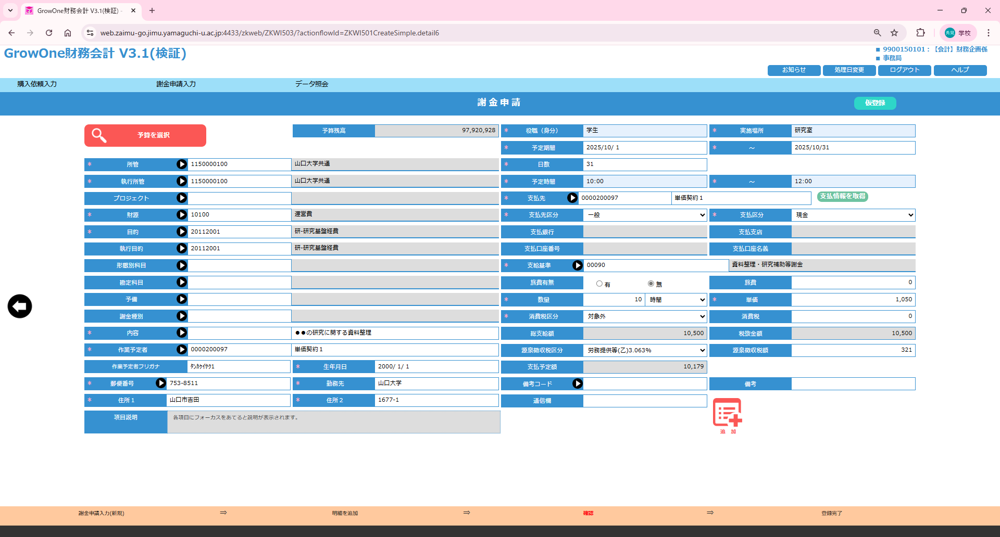 GrowOne財務会計 V3.1(検証) -
web.zaimu-go.jimu.yamaguchi-u.ac.jp:4433/zkweb/ZKWI503/?actionflowId=ZKWI501CreateSimple.detail6
秀見 学校
GrowOne財務会計 V3.1(検証)
■ 9900150101：【会計】財務企画係
■ 事務局
お知らせ 処理日変更 ログアウト ヘルプ
購入依頼入力 謝金申請入力 データ照会
謝金申請 仮登録
予算を選択 予算残高 97,920,928
* 所管 1150000100 山口大学共通
* 執行所管 1150000100 山口大学共通
プロジェクト
* 財源 10100 運営費
* 目的 20112001 研-研究基盤経費
執行目的 20112001 研-研究基盤経費
形態別科目
勘定科目
予備
謝金種別
* 内容 ●●の研究に関する資料整理
* 作業予定者 0000200097 単価契約１
作業予定者フリガナ ﾀﾝｶｹｲﾔｸ1 * 生年月日 2000/ 1/ 1
* 郵便番号 753-8511 * 勤務先 山口大学
* 住所１ 山口市吉田 * 住所２ 1677-1
項目説明 各項目にフォーカスをあてると説明が表示されます。
* 役職（身分） 学生 * 実施場所 研究室
* 予定期間 2025/10/ 1 * ～ 2025/10/31
* 日数 31
* 予定時間 10:00 * ～ 12:00
* 支払先 0000200097 単価契約１ 支払情報を取得
* 支払先区分 一般 * 支払区分 現金
支払銀行 支払支店
支払口座番号 支払口座名義
* 支給基準 00090 資料整理・研究補助等謝金
旅費有無 有 無 旅費 0
* 数量 10 時間 * 単価 1,050
* 消費税区分 対象外 消費税 0
総支給額 10,500 税抜金額 10,500
源泉徴収税区分 労務提供等(乙)3.063% 源泉徴収税額 321
支払予定額 10,179
備考コード 備考
通信欄
追 加
謝金申請入力(新規) ⇒ 明細を追加 ⇒ 確認 ⇒ 登録完了